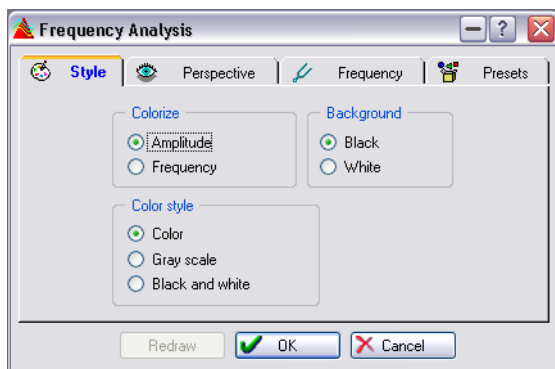 Frequency Analysis
?
Style Perspective Frequency Presets
Colorize Background
Amplitude Black
Frequency White
Color style
Color
Gray scale
Black and white
Redraw OK Cancel